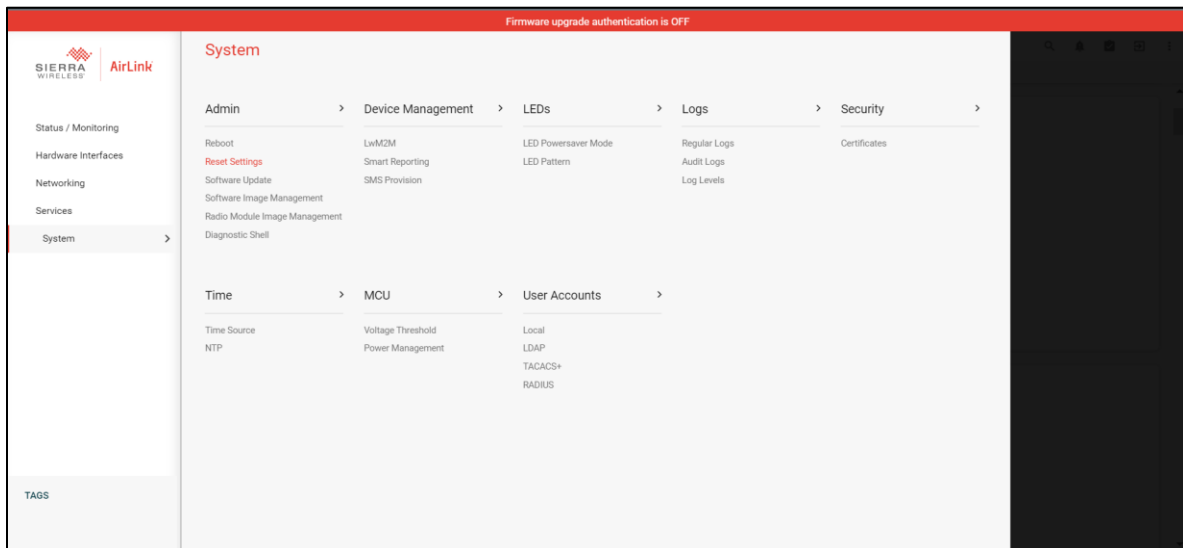 Firmware upgrade authentication is OFF
SIERRA
WIRELESS
AirLink
Status / Monitoring
Hardware Interfaces
Networking
Services
System
TAGS
System
Admin
Reboot
Reset Settings
Software Update
Software Image Management
Radio Module Image Management
Diagnostic Shell
Device Management
LwM2M
Smart Reporting
SMS Provision
LEDs
LED Powersaver Mode
LED Pattern
Logs
Regular Logs
Audit Logs
Log Levels
Security
Certificates
Time
Time Source
NTP
MCU
Voltage Threshold
Power Management
User Accounts
Local
LDAP
TACACS+
RADIUS